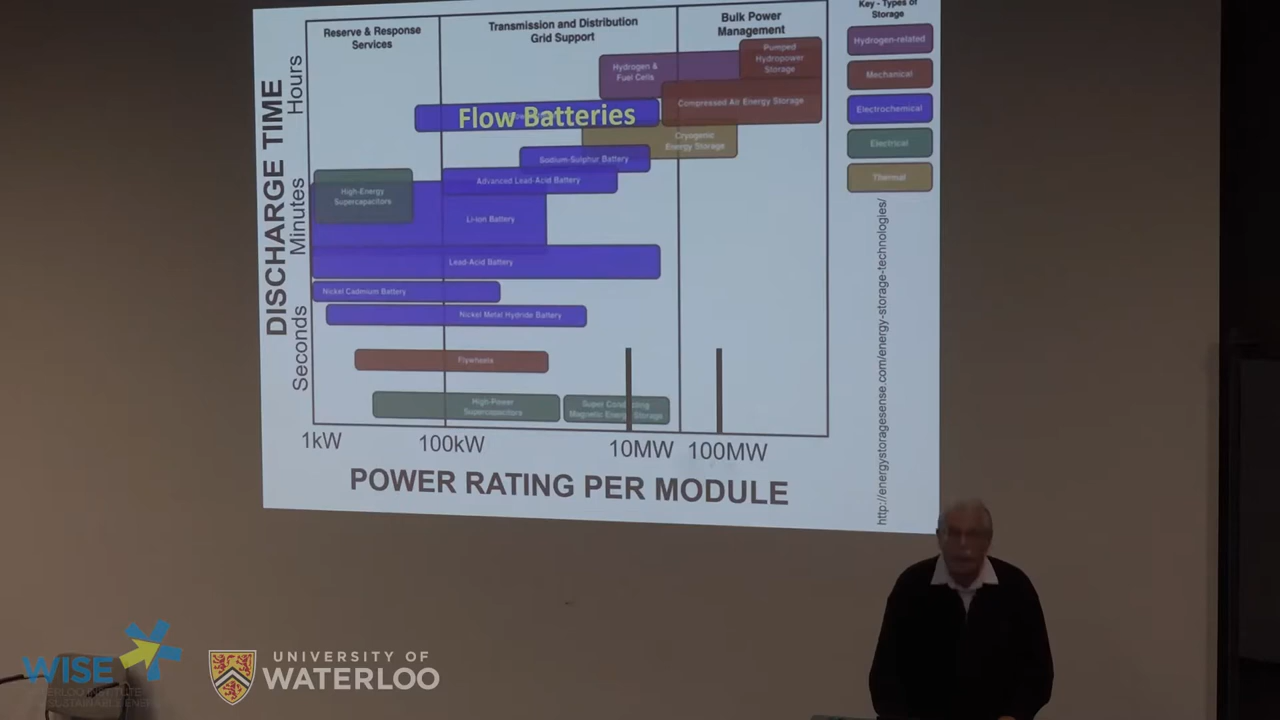 Reserve & Response
Services
Transmission and Distribution
Grid Support
Bulk Power
Management
Key - Types of
Storage
Hydrogen-related
Mechanical
Electrochemical
Electrical
Thermal
DISCHARGE TIME
Hours
Minutes
Seconds
Pumped
Hydropower
Storage
Hydrogen &
Fuel Cells
Compressed Air Energy Storage
Flow Batteries
Cryogenic
Energy Storage
Sodium-Sulphur Battery
Advanced Lead-Acid Battery
High-Energy
Supercapacitors
Li-Ion Battery
Lead-Acid Battery
Nickel Cadmium Battery
Nickel Metal Hydride Battery
Flywheels
High-Power
Supercapacitors
Super Conducting
Magnetic Energy Storage
1kW
100kW
10MW
100MW
POWER RATING PER MODULE
http://energystoragesense.com/energy-storage-technologies/
WISE
UNIVERSITY OF
WATERLOO